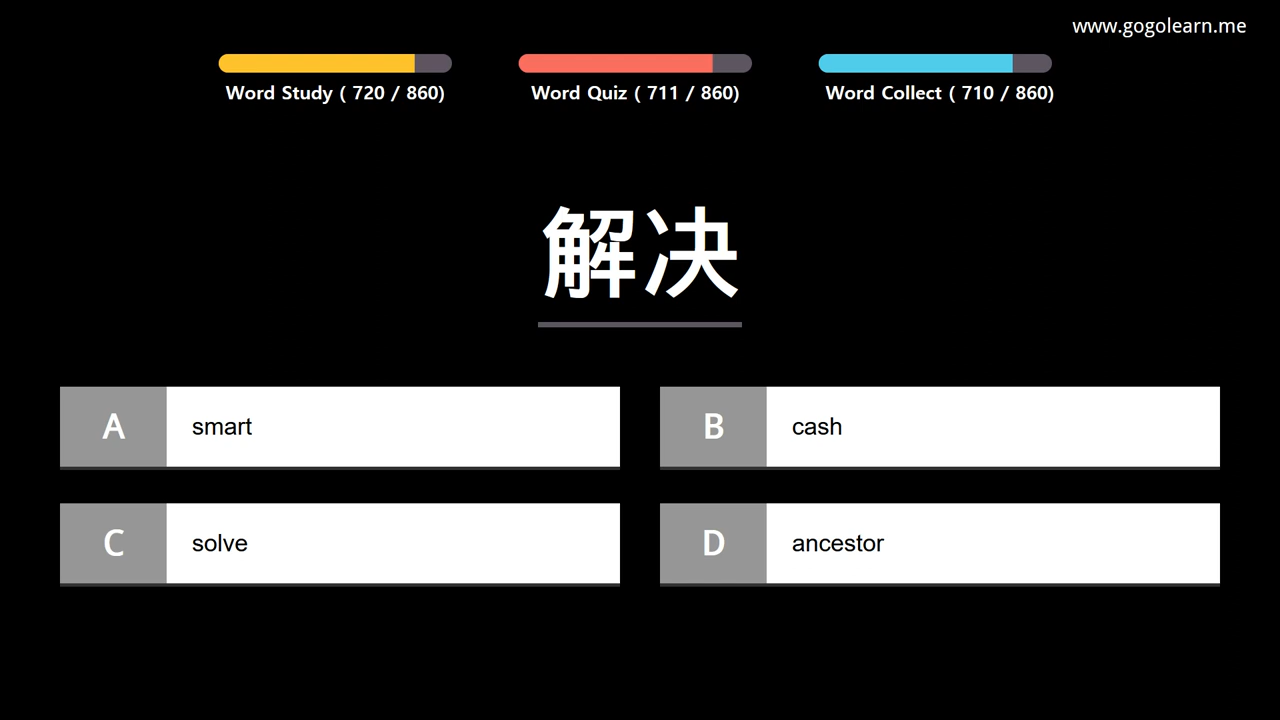 www.gogolearn.me
Word Study ( 720 / 860)
Word Quiz ( 711 / 860)
Word Collect ( 710 / 860)
解决
A smart
B cash
C solve
D ancestor